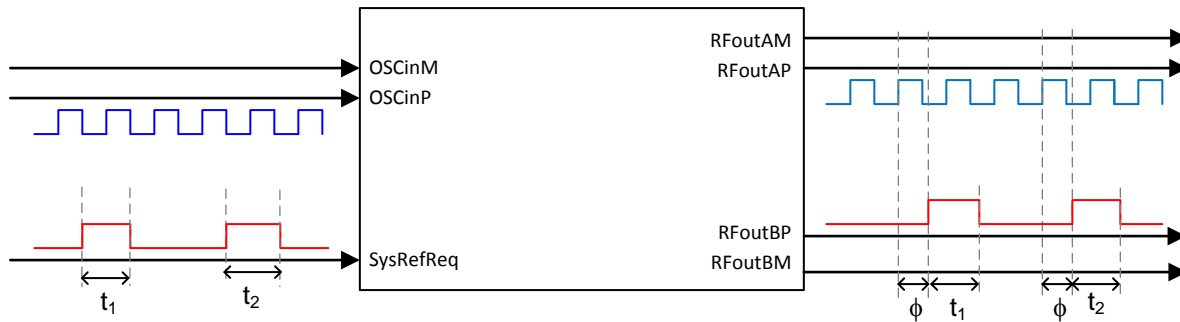 RFoutAM
OSCinM
RFoutAP
OSCinP
RFoutBP
SysRefReq
RFoutBM
t1
t2
ϕ
t1
ϕ
t2